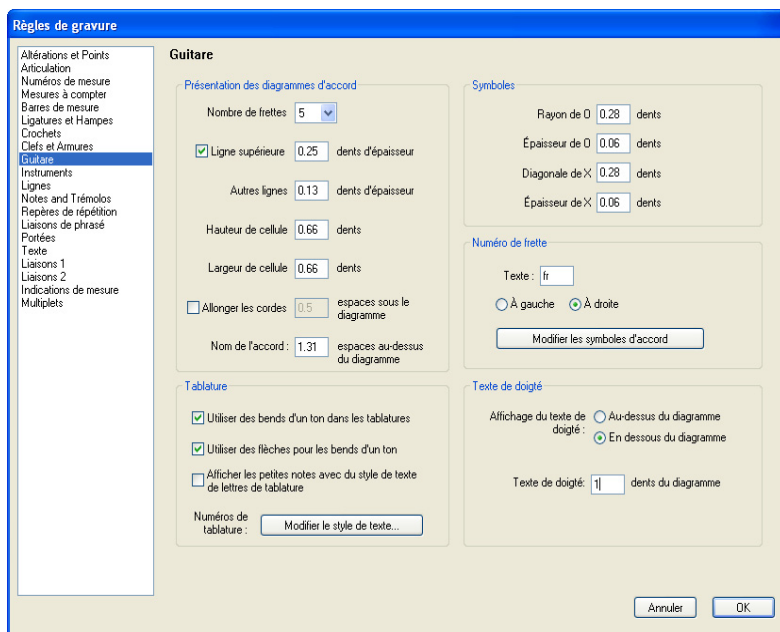 Règles de gravure
Altérations et Points
Articulation
Numéros de mesure
Mesures à compter
Barres de mesure
Ligatures et Hampes
Crochets
Clefs et Armures
Guitare
Instruments
Lignes
Notes and Trémolos
Repères de répétition
Liaisons de phrasé
Portées
Texte
Liaisons 1
Liaisons 2
Indications de mesure
Multiplets
Guitare
Présentation des diagrammes d'accord
Nombre de frettes 5
Ligne supérieure 0.25 dents d'épaisseur
Autres lignes 0.13 dents d'épaisseur
Hauteur de cellule 0.66 dents
Largeur de cellule 0.66 dents
Allonger les cordes 0.5 espaces sous le
diagramme
Nom de l'accord : 1.31 espaces au-dessus
du diagramme
Symboles
Rayon de O 0.28 dents
Épaisseur de O 0.06 dents
Diagonale de X 0.28 dents
Épaisseur de X 0.06 dents
Numéro de frette
Texte : fr
À gauche À droite
Modifier les symboles d'accord
Tablature
Utiliser des bends d'un ton dans les tablatures
Utiliser des flèches pour les bends d'un ton
Afficher les petites notes avec du style de texte
de lettres de tablature
Numéros de
tablature :
Modifier le style de texte...
Texte de doigté
Affichage du texte de
doigté :
Au-dessus du diagramme
En dessous du diagramme
Texte de doigté: 1 dents du diagramme
Annuler OK